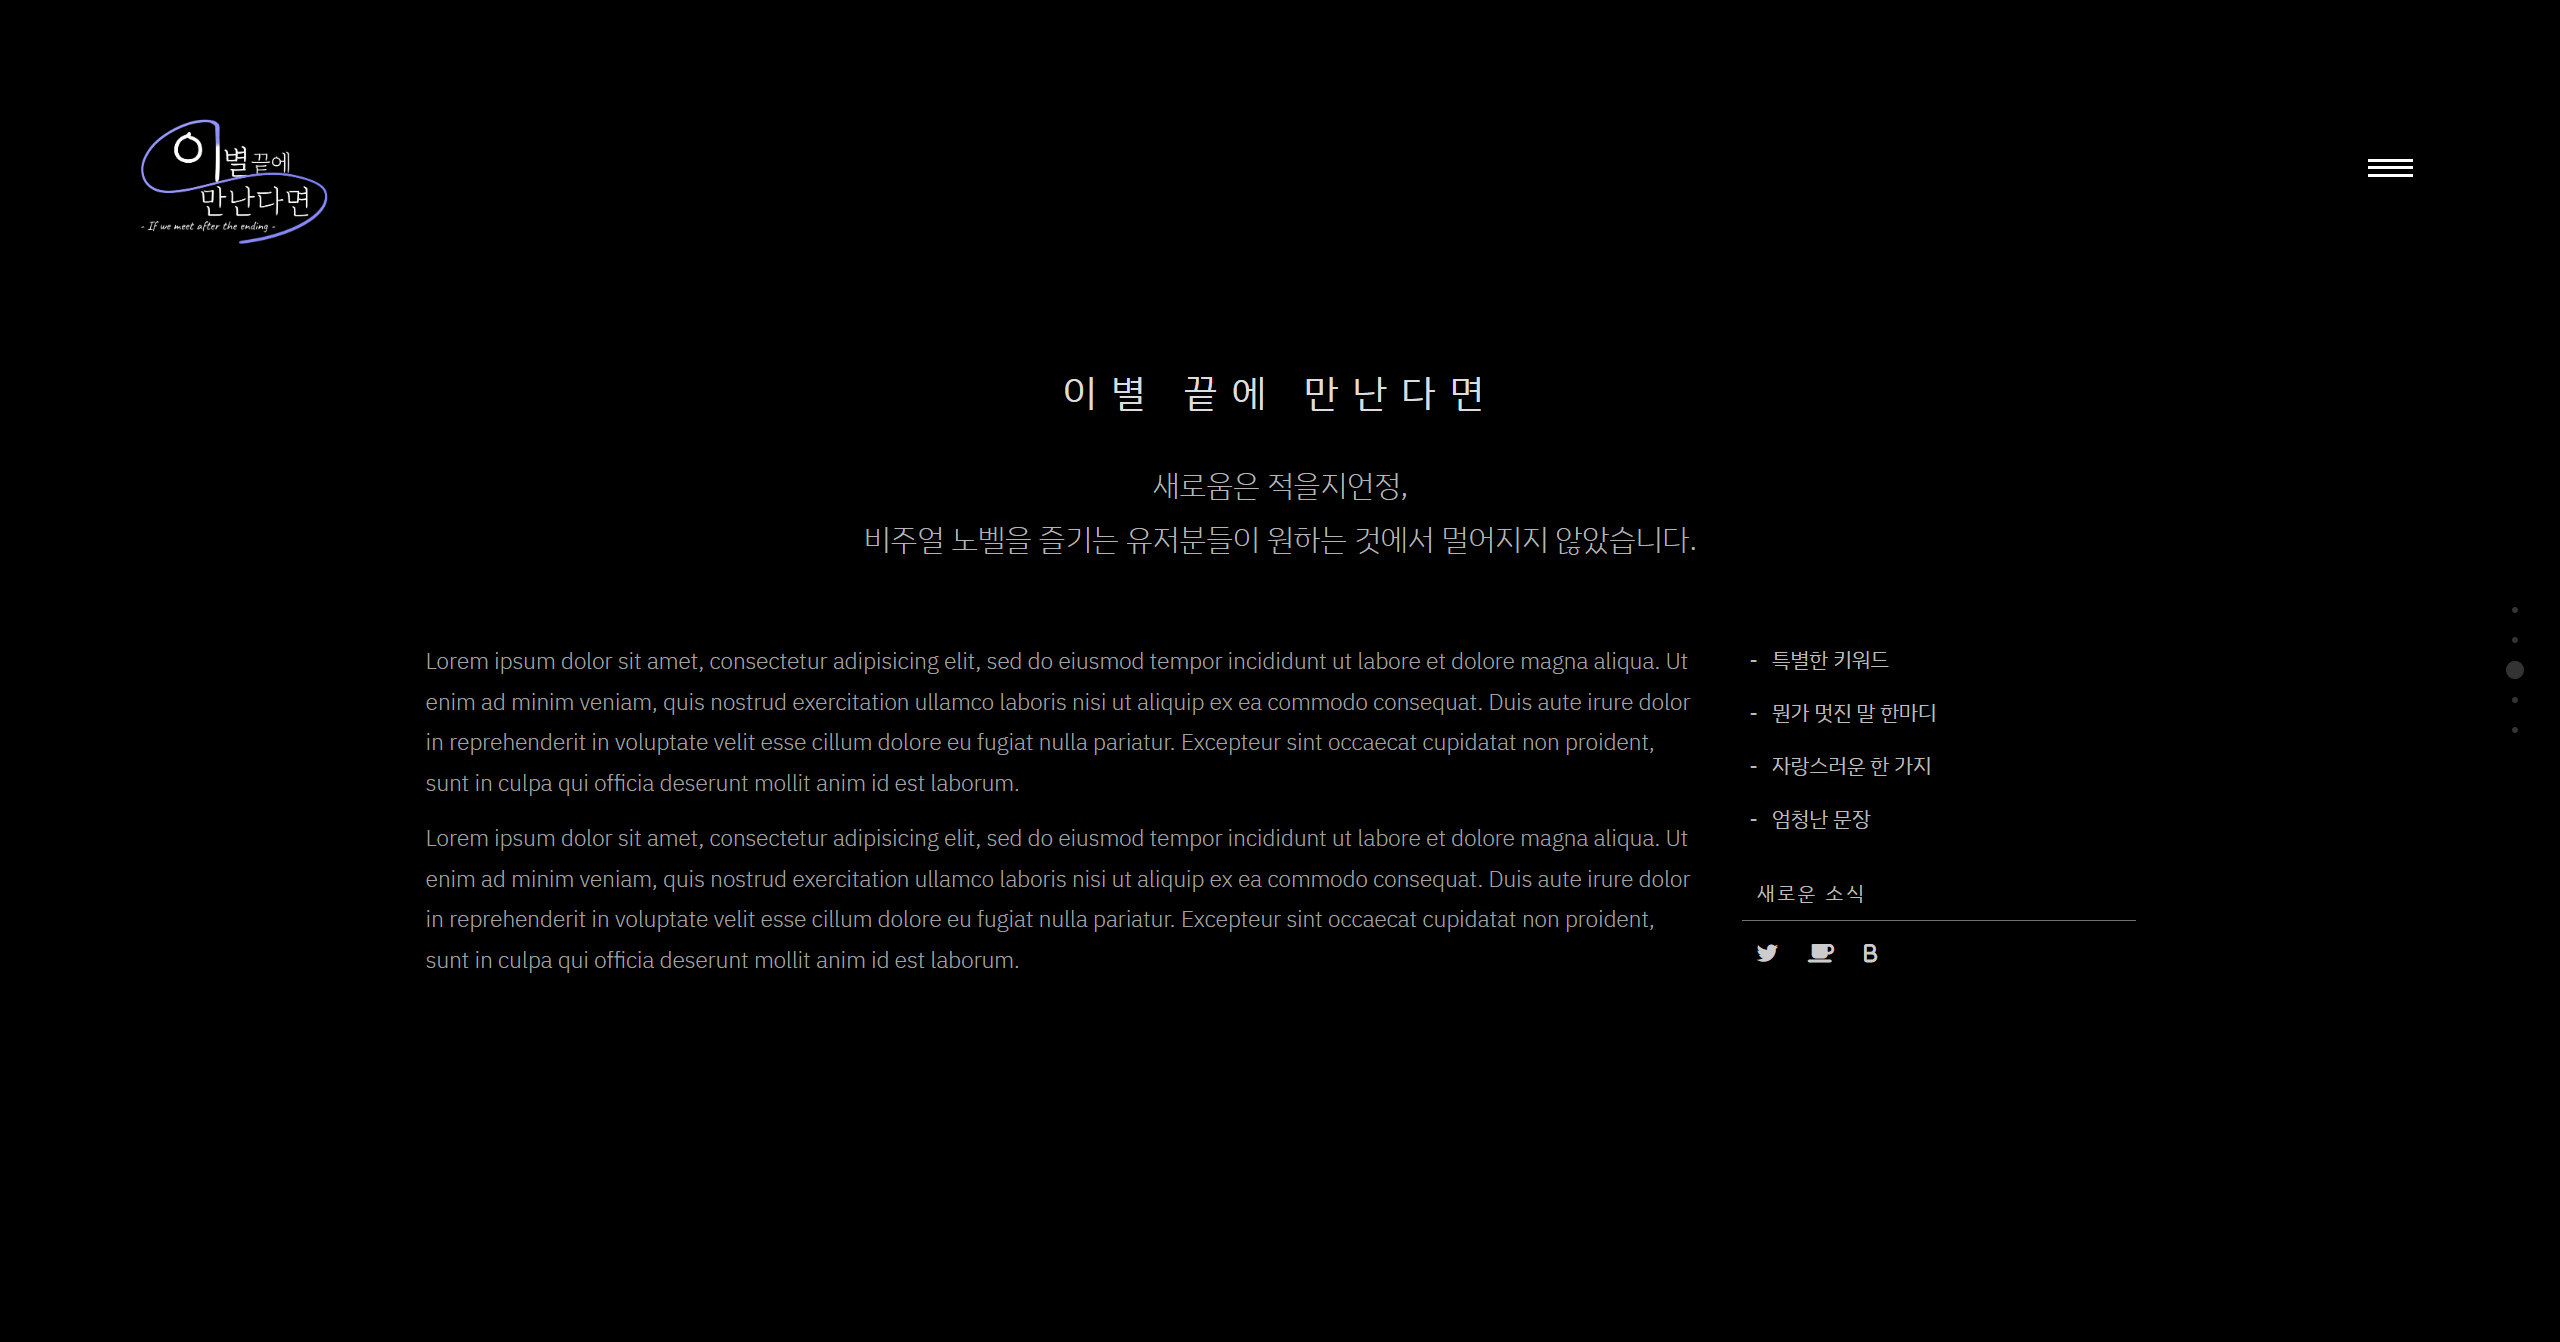 이별끝에
만난다면
- If we meet after the ending -
이별 끝에 만난다면
새로움은 적을지언정,
비주얼 노벨을 즐기는 유저분들이 원하는 것에서 멀어지지 않았습니다.
Lorem ipsum dolor sit amet, consectetur adipisicing elit, sed do eiusmod tempor incididunt ut labore et dolore magna aliqua. Ut
enim ad minim veniam, quis nostrud exercitation ullamco laboris nisi ut aliquip ex ea commodo consequat. Duis aute irure dolor
in reprehenderit in voluptate velit esse cillum dolore eu fugiat nulla pariatur. Excepteur sint occaecat cupidatat non proident,
sunt in culpa qui officia deserunt mollit anim id est laborum.
Lorem ipsum dolor sit amet, consectetur adipisicing elit, sed do eiusmod tempor incididunt ut labore et dolore magna aliqua. Ut
enim ad minim veniam, quis nostrud exercitation ullamco laboris nisi ut aliquip ex ea commodo consequat. Duis aute irure dolor
in reprehenderit in voluptate velit esse cillum dolore eu fugiat nulla pariatur. Excepteur sint occaecat cupidatat non proident,
sunt in culpa qui officia deserunt mollit anim id est laborum.
- 특별한 키워드
- 뭔가 멋진 말 한마디
- 자랑스러운 한 가지
- 엄청난 문장
새로운 소식